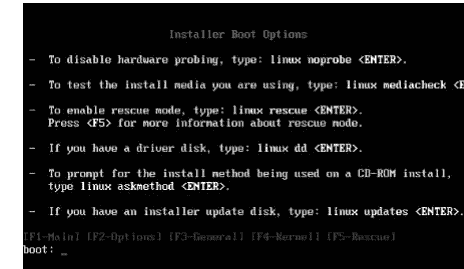 Installer Boot Options
- To disable hardware probing, type: linux noprobe <ENTER>.
- To test the install media you are using, type: linux mediacheck <E
- To enable rescue mode, type: linux rescue <ENTER>.
Press <F5> for more information about rescue mode.
- If you have a driver disk, type: linux dd <ENTER>.
- To prompt for the install method being used on a CD-ROM install,
type linux askmethod <ENTER>.
- If you have an installer update disk, type: linux updates <ENTER>.
[F1-Main] [F2-Options] [F3-General] [F4-Kernel] [F5-Rescue]
boot: _